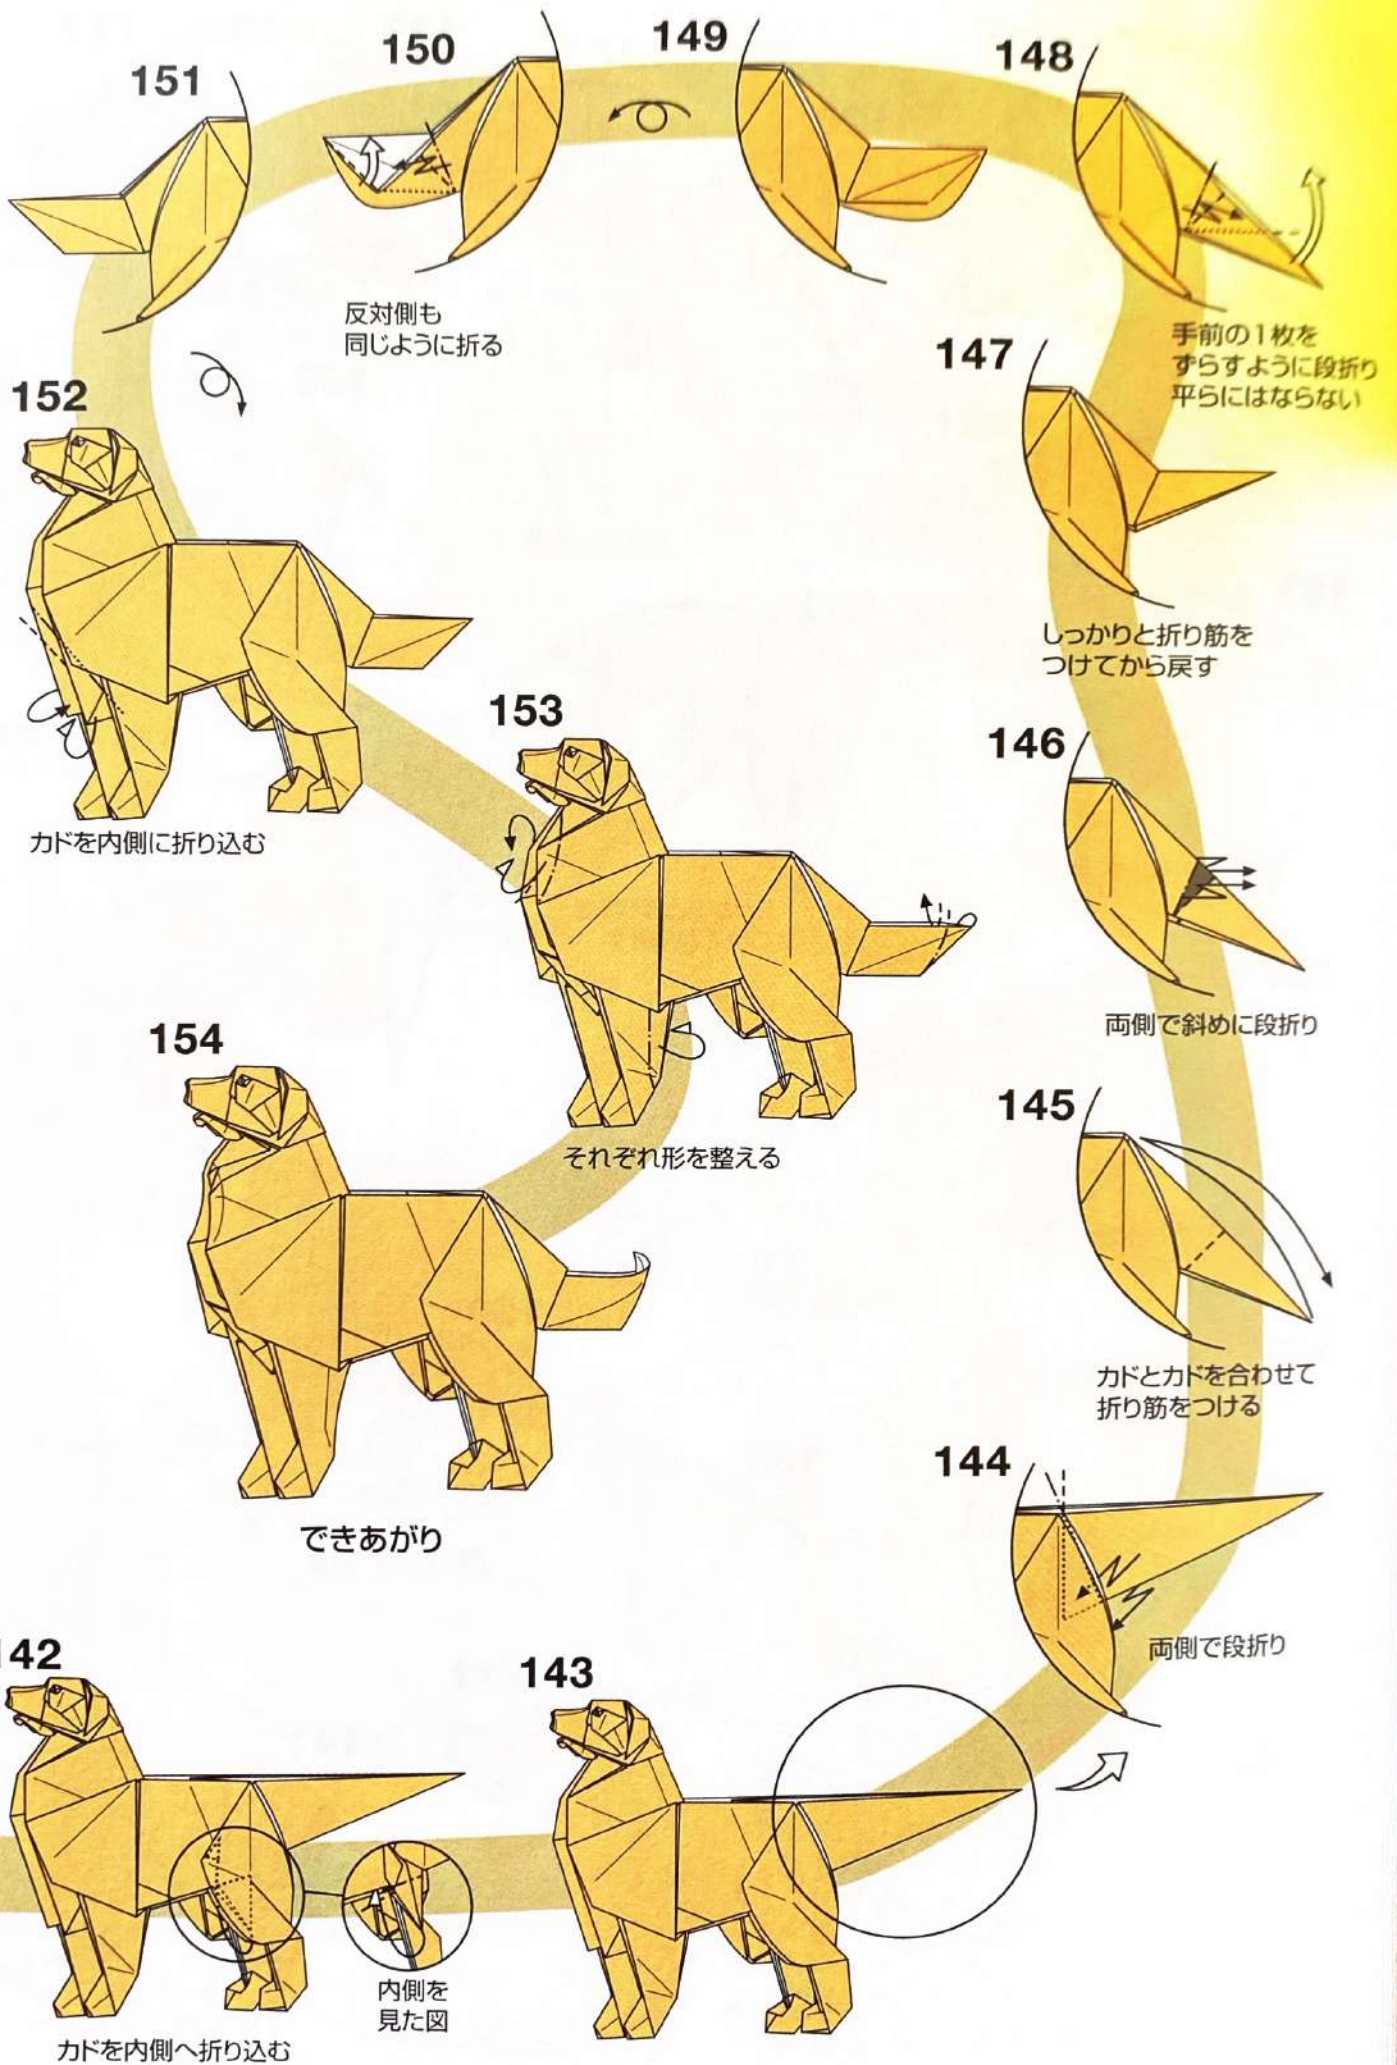 142
カドを内側へ折り込む
内側を
見た図
143
144
両側で段折り
145
カドとカドを合わせて
折り筋をつける
146
両側で斜めに段折り
147
しっかりと折り筋を
つけてから戻す
148
手前の1枚を
ずらすように段折り
平らにはならない
149
150
反対側も
同じように折る
151
152
カドを内側に折り込む
153
それぞれ形を整える
154
できあがり